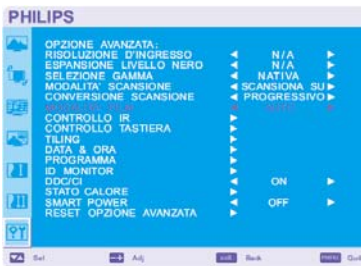 PHILIPS
OPZIONE AVANZATA:
RISOLUZIONE D'INGRESSO N/A
ESPANSIONE LIVELLO NERO N/A
SELEZIONE GAMMA NATIVA
MODALITA' SCANSIONE SCANSIONA SU
CONVERSIONE SCANSIONE PROGRESSIVO
CONTROLLO IR
CONTROLLO TASTIERA
TILING
DATA & ORA
PROGRAMMA
ID MONITOR
DDC/CI ON
STATO CALORE
SMART POWER OFF
RESET OPZIONE AVANZATA
Sel Adj Back